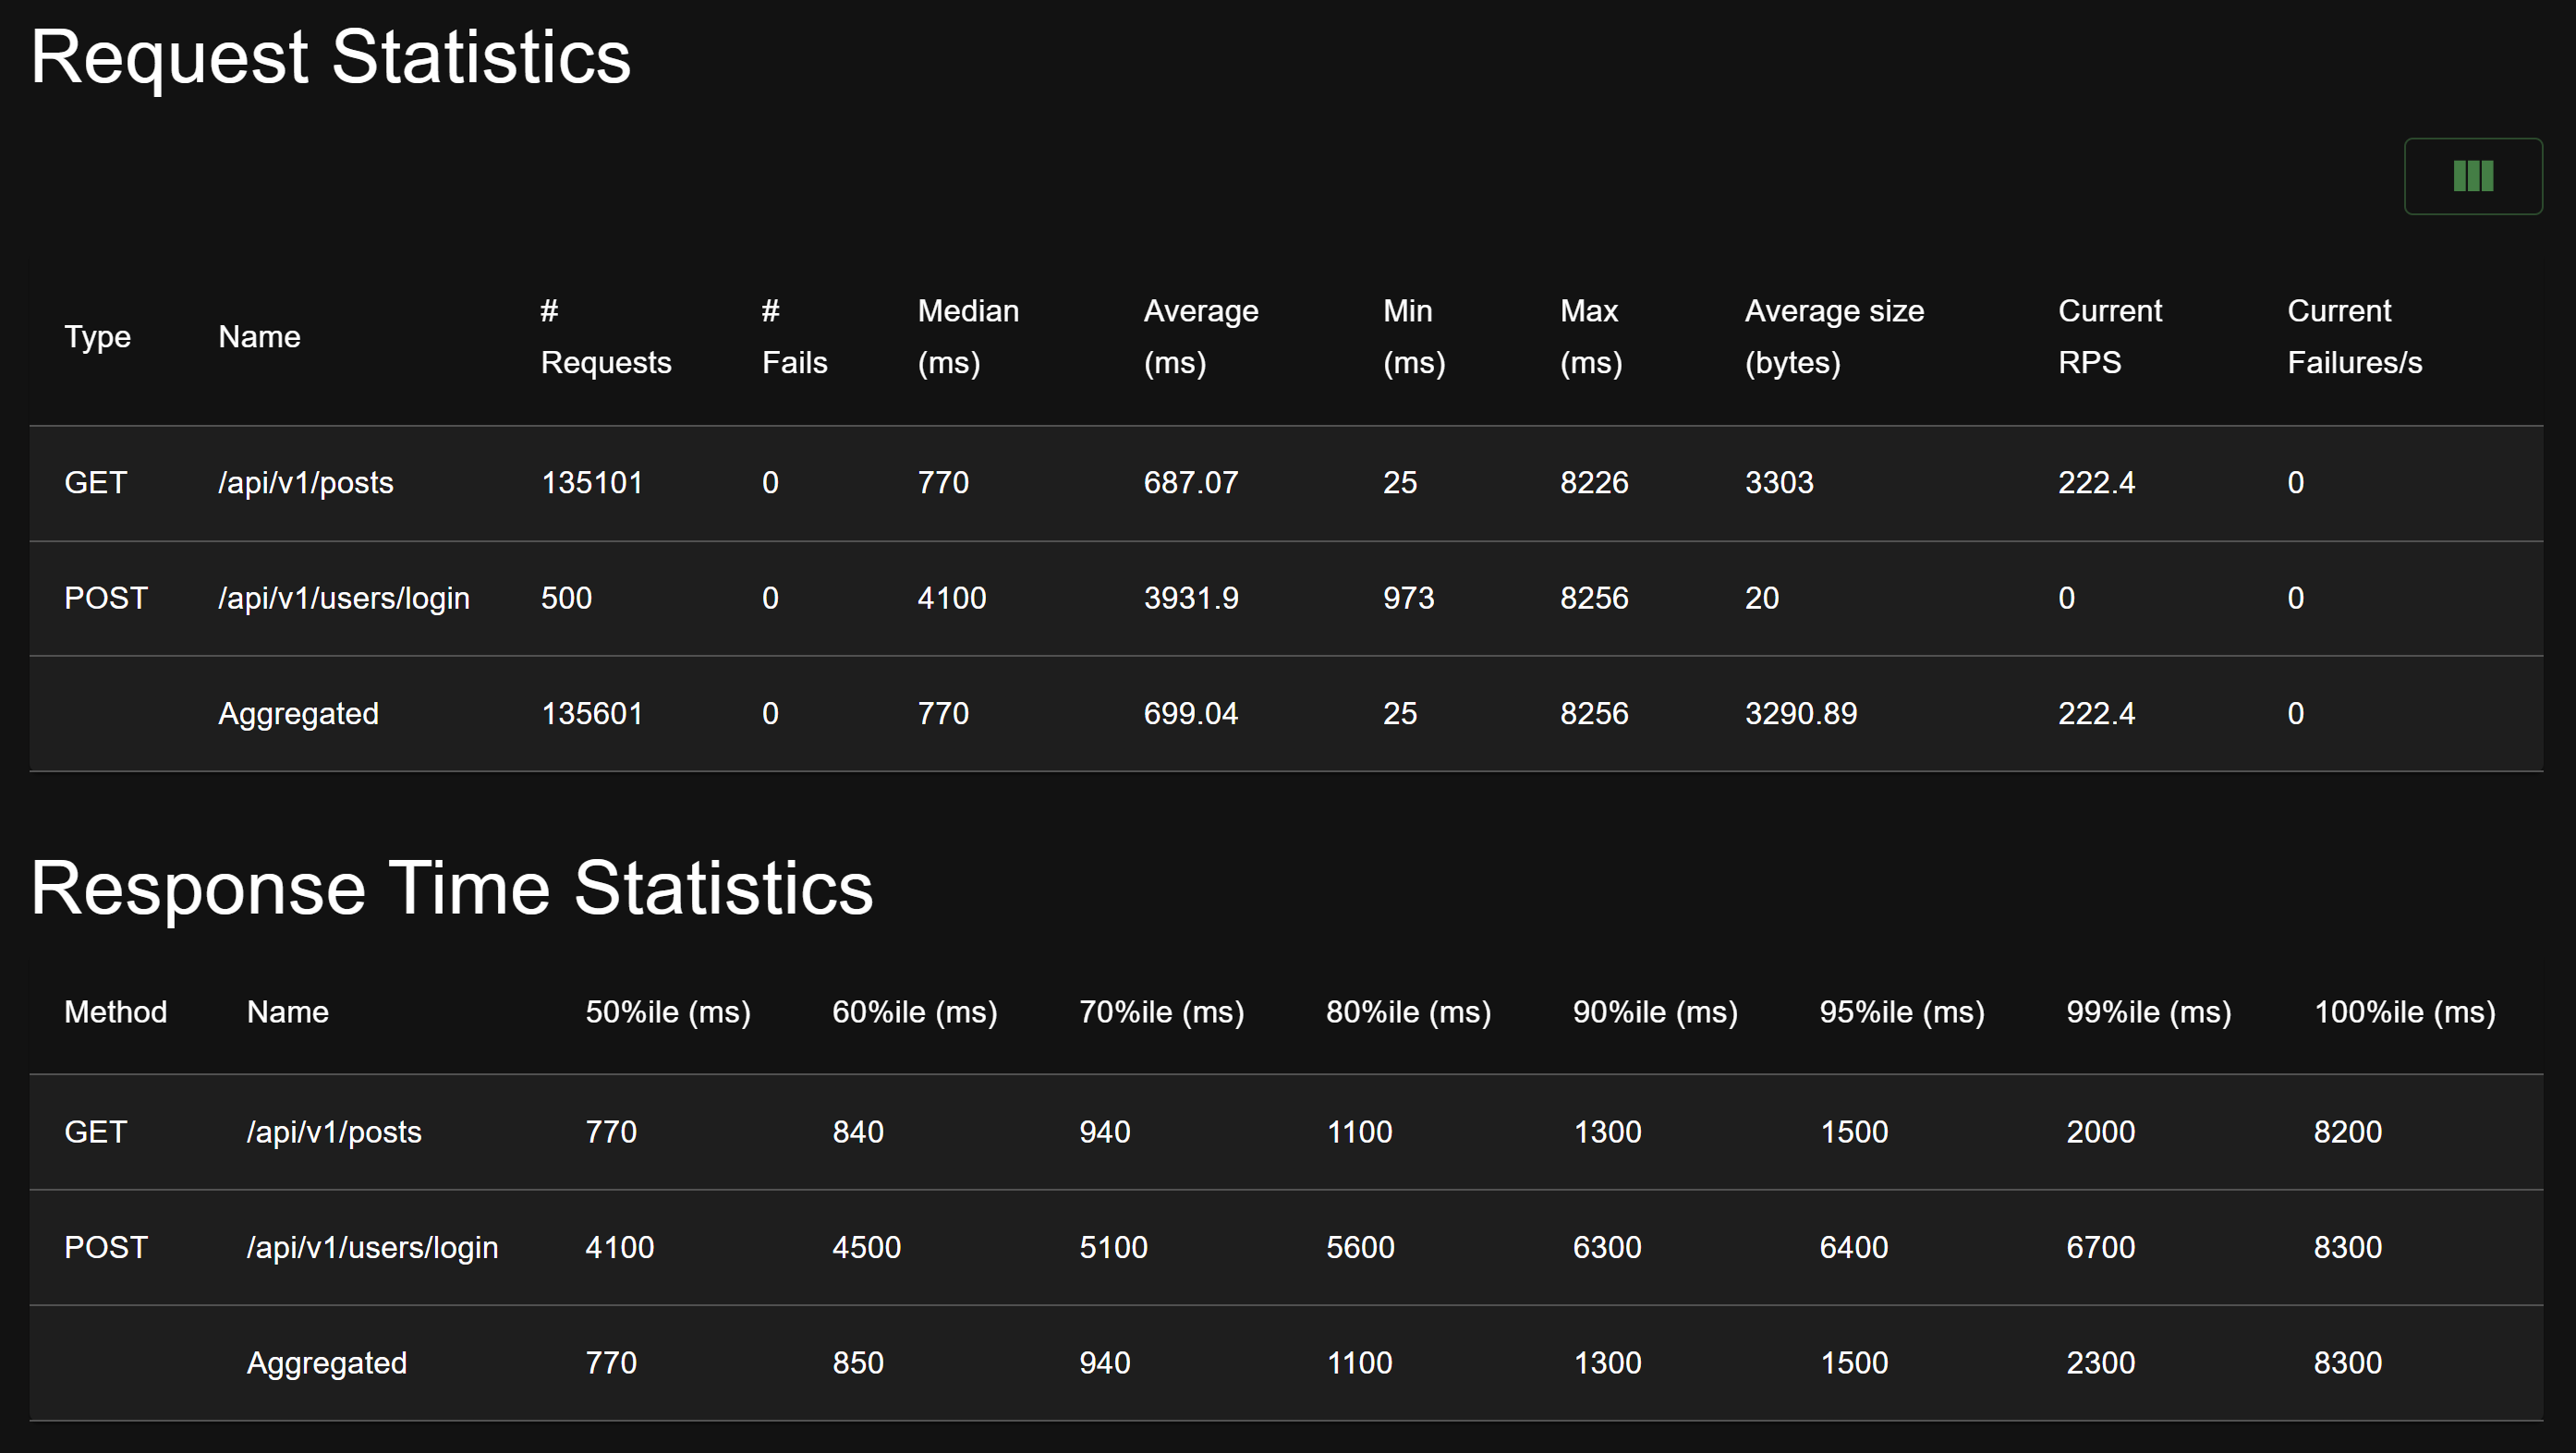 Request Statistics
Type Name # Requests # Fails Median (ms) Average (ms) Min (ms) Max (ms) Average size (bytes) Current RPS Current Failures/s
GET /api/v1/posts 135101 0 770 687.07 25 8226 3303 222.4 0
POST /api/v1/users/login 500 0 4100 3931.9 973 8256 20 0 0
Aggregated 135601 0 770 699.04 25 8256 3290.89 222.4 0
Response Time Statistics
Method Name 50%ile (ms) 60%ile (ms) 70%ile (ms) 80%ile (ms) 90%ile (ms) 95%ile (ms) 99%ile (ms) 100%ile (ms)
GET /api/v1/posts 770 840 940 1100 1300 1500 2000 8200
POST /api/v1/users/login 4100 4500 5100 5600 6300 6400 6700 8300
Aggregated 770 850 940 1100 1300 1500 2300 8300